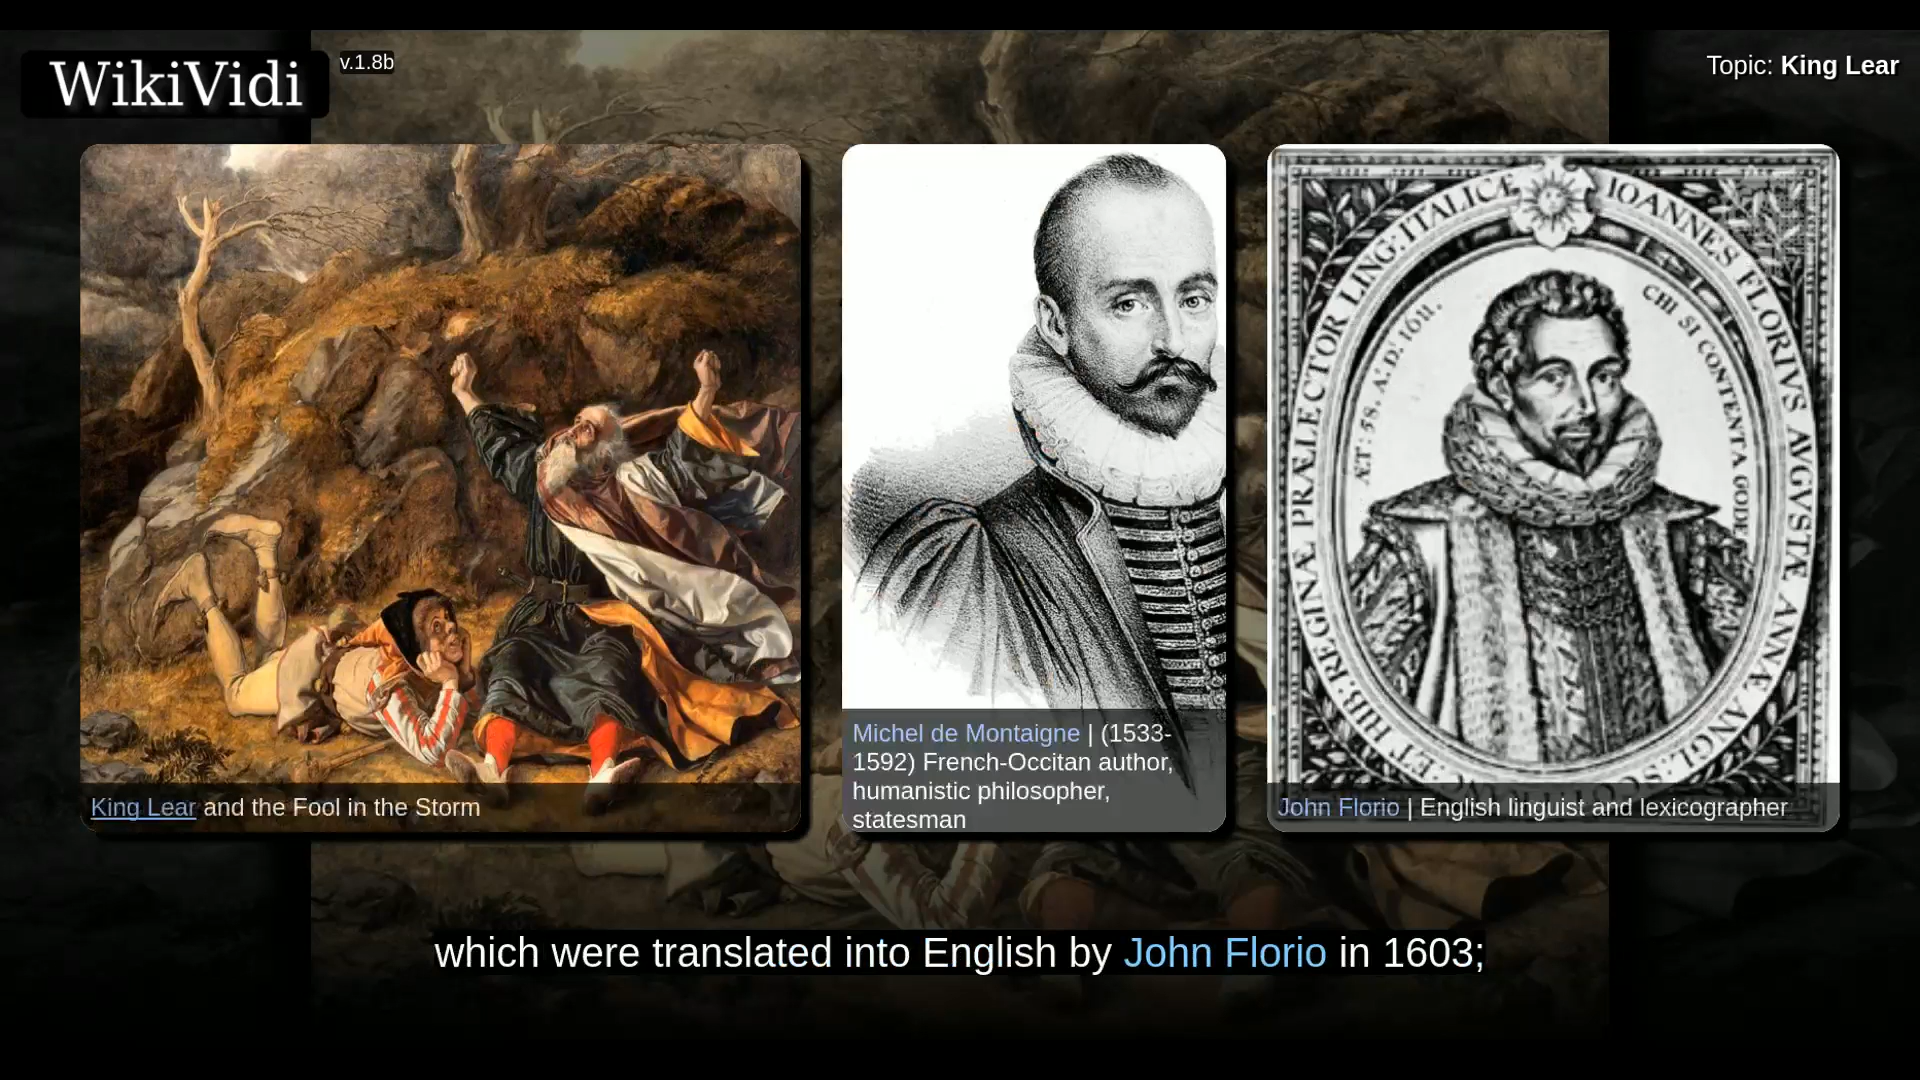 WikiVidi
v.1.8b
Topic: King Lear
King Lear and the Fool in the Storm
Michel de Montaigne | (1533-
1592) French-Occitan author,
humanistic philosopher,
statesman
IOANNES FLORIVS AVGVSTÆ ANNÆ ANGL: SCOT
ET HIB: REGINÆ PRÆLECTOR LING: ITALICÆ
CHI SI CONTENTA GODE
ÆT: 58. A: D: 1611.
John Florio | English linguist and lexicographer
which were translated into English by John Florio in 1603;